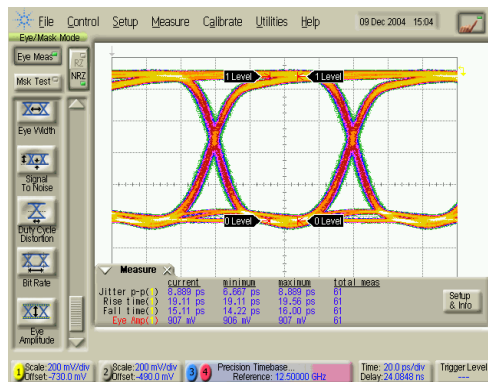 File Control Setup Measure Calibrate Utilities Help 09 Dec 2004 15:04
Eye/Mask Mode
Eye Meas
RZ
NRZ
Msk Test
1 Level 1 Level
Eye Width
Signal
To Noise
0 Level 0 Level
Duty Cycle
Distortion
Bit Rate
Measure
current minimum maximum total meas
Jitter p-p(1) 8.889 ps 6.667 ps 8.889 ps 61
Rise time(1) 19.11 ps 19.11 ps 19.56 ps 61
Fall time(1) 15.11 ps 14.22 ps 16.00 ps 61
Eye Amp(1) 907 mV 906 mV 907 mV 61
Setup
& Info
Eye
Amplitude
1 Scale:200 mV/div
Offset:-730.0 mV
2 Scale:200 mV/div
Offset:-490.0 mV
3 4 Precision Timebase...
Reference: 12.50000 GHz
Time: 20.0 ps/div
Delay:24.0848 ns
Trigger Level
---